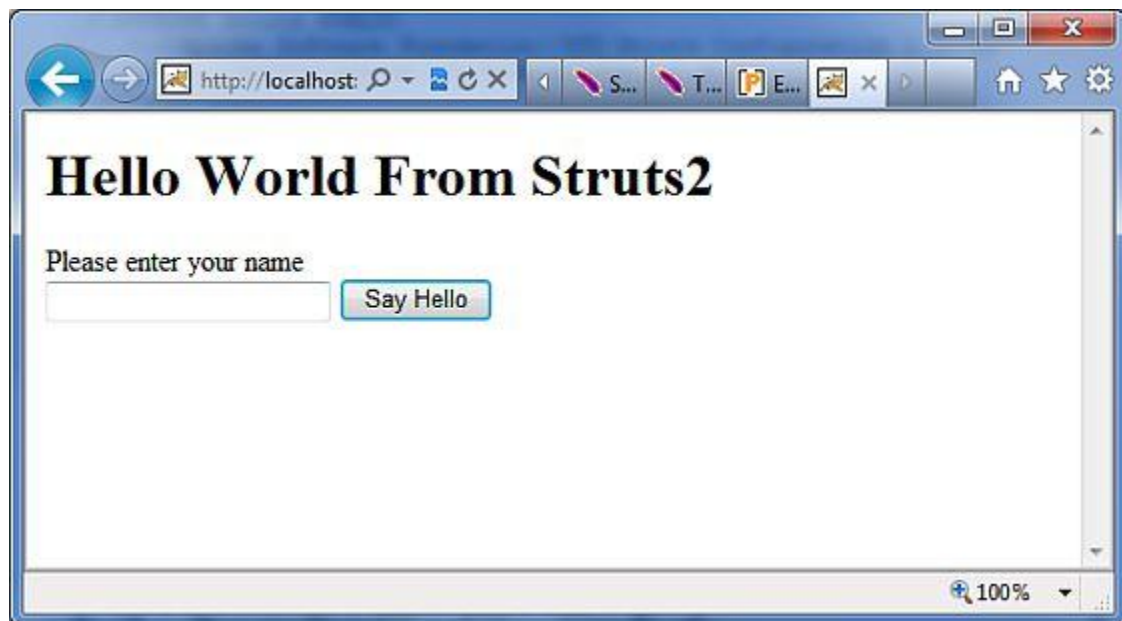 http://localhost:
S...
T...
E...
Hello World From Struts2
Please enter your name
Say Hello
100%